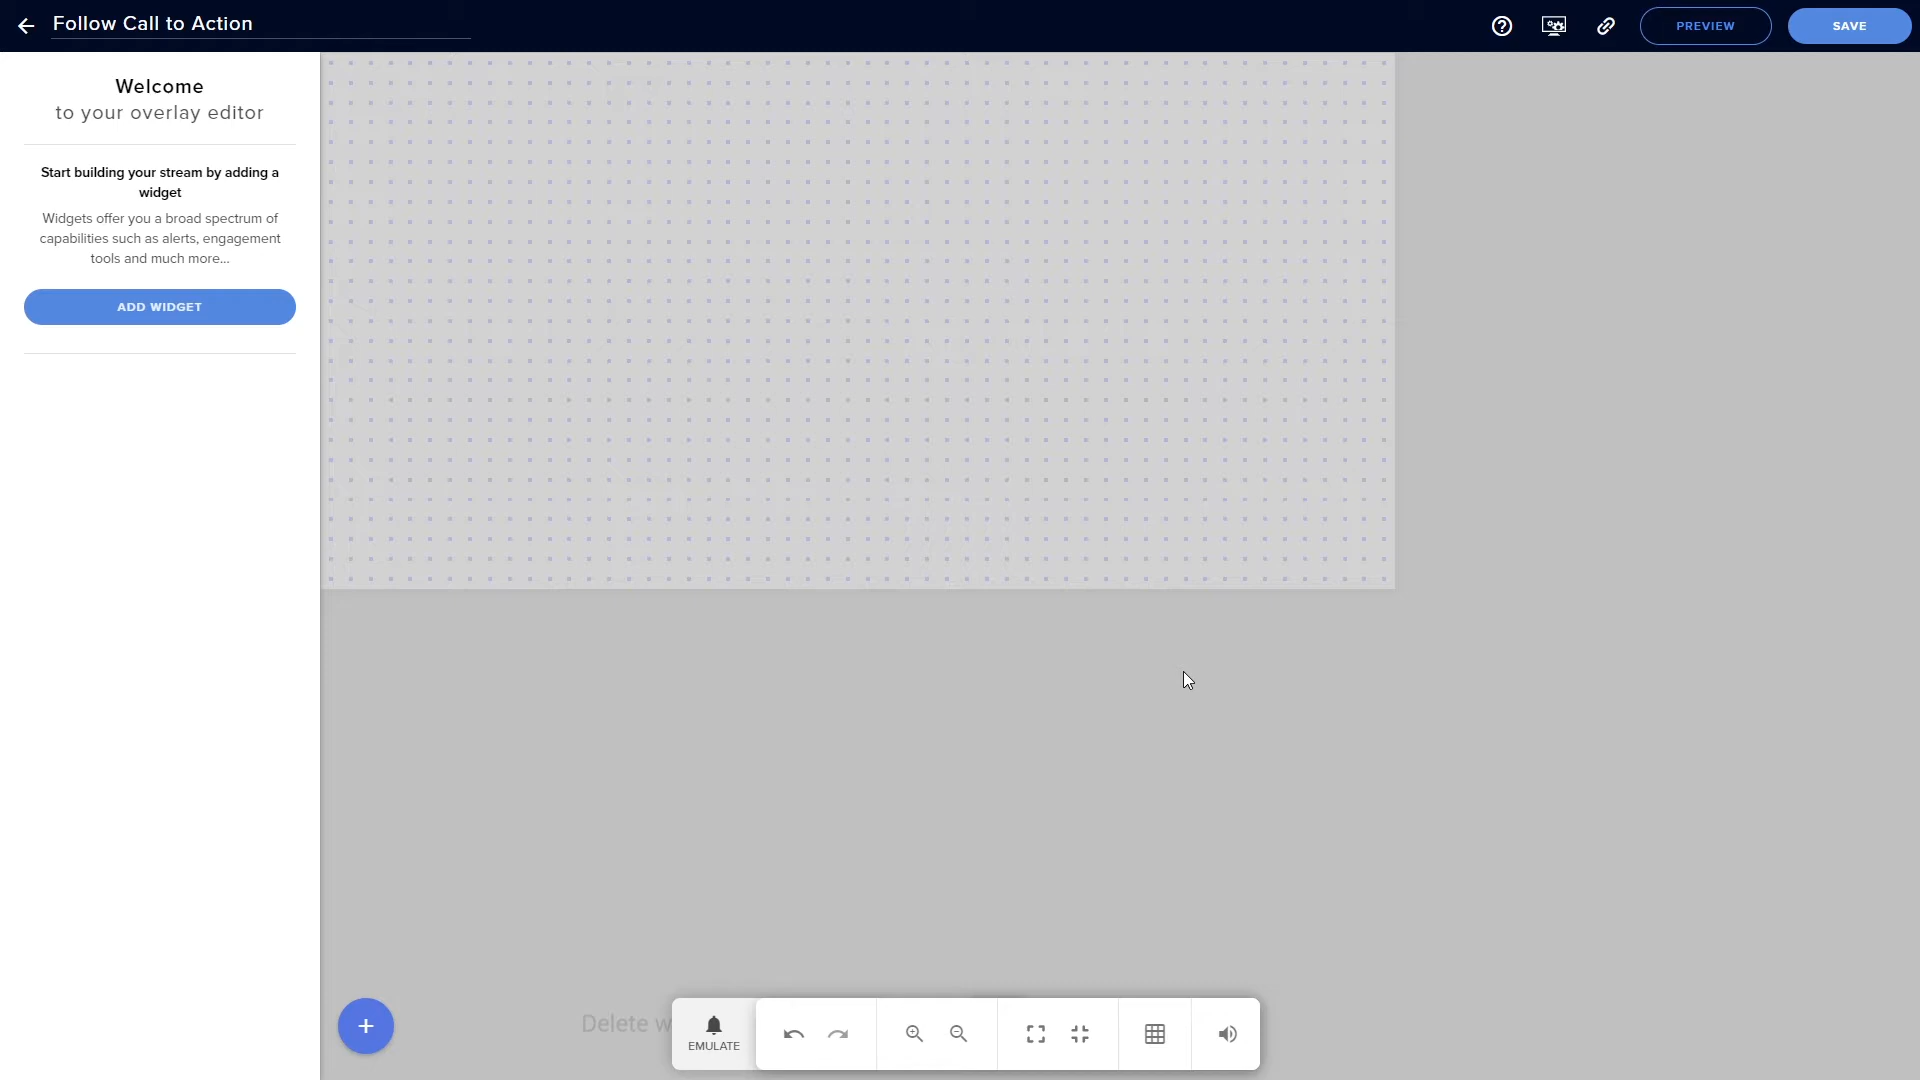 Follow Call to Action
PREVIEW
SAVE
Welcome
to your overlay editor
Start building your stream by adding a
widget
Widgets offer you a broad spectrum of
capabilities such as alerts, engagement
tools and much more...
ADD WIDGET
Delete
EMULATE